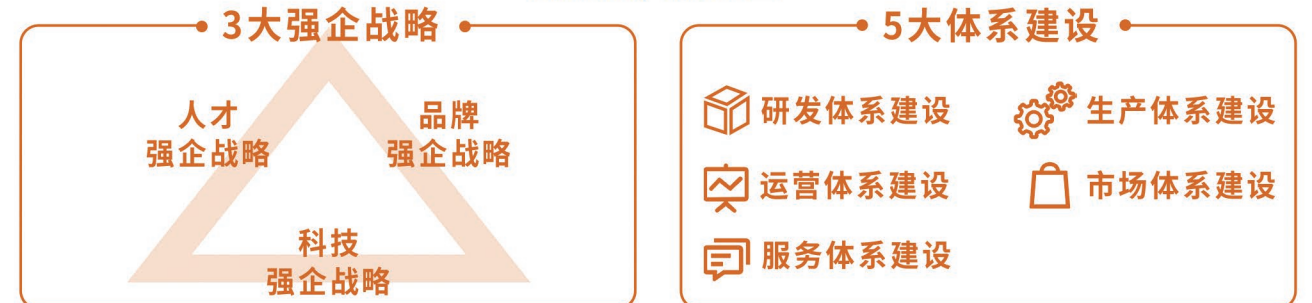 3大强企战略
人才
强企战略
品牌
强企战略
科技
强企战略
5大体系建设
研发体系建设
生产体系建设
运营体系建设
市场体系建设
服务体系建设